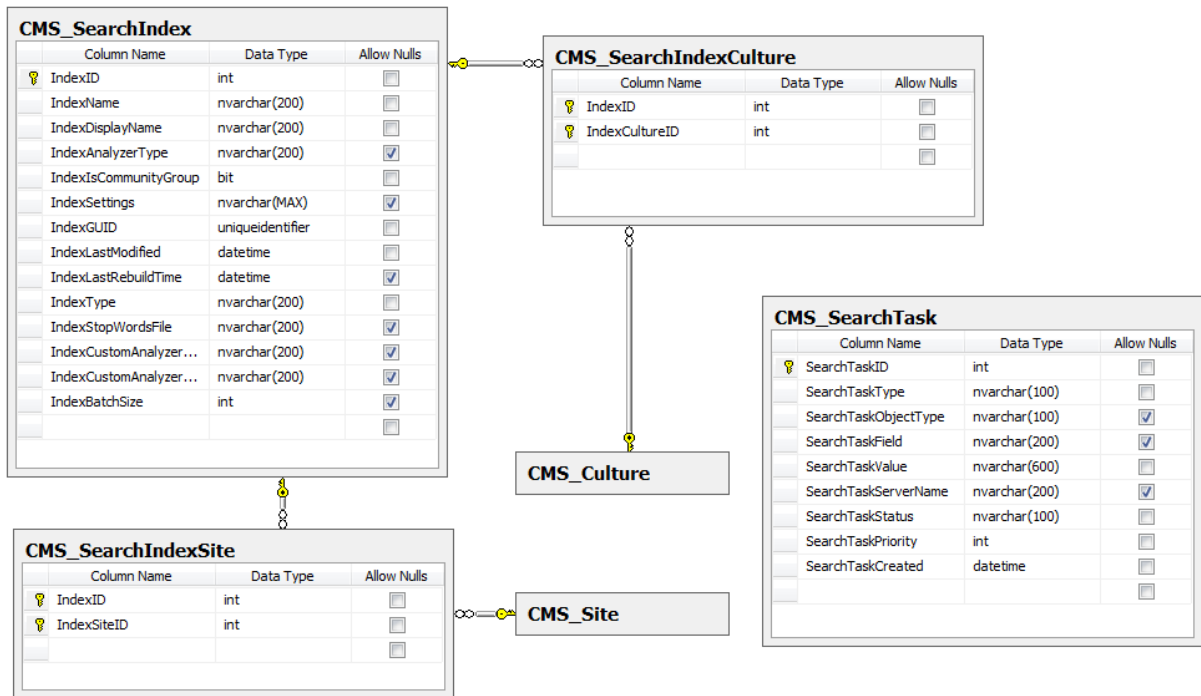 CMS_SearchIndex
Column Name Data Type Allow Nulls
IndexID int
IndexName nvarchar(200)
IndexDisplayName nvarchar(200)
IndexAnalyzerType nvarchar(200)
IndexIsCommunityGroup bit
IndexSettings nvarchar(MAX)
IndexGUID uniqueidentifier
IndexLastModified datetime
IndexLastRebuildTime datetime
IndexType nvarchar(200)
IndexStopWordsFile nvarchar(200)
IndexCustomAnalyzer... nvarchar(200)
IndexCustomAnalyzer... nvarchar(200)
IndexBatchSize int
CMS_SearchIndexCulture
Column Name Data Type Allow Nulls
IndexID int
IndexCultureID int
CMS_SearchTask
Column Name Data Type Allow Nulls
SearchTaskID int
SearchTaskType nvarchar(100)
SearchTaskObjectType nvarchar(100)
SearchTaskField nvarchar(200)
SearchTaskValue nvarchar(600)
SearchTaskServerName nvarchar(200)
SearchTaskStatus nvarchar(100)
SearchTaskPriority int
SearchTaskCreated datetime
CMS_Culture
CMS_SearchIndexSite
Column Name Data Type Allow Nulls
IndexID int
IndexSiteID int
CMS_Site